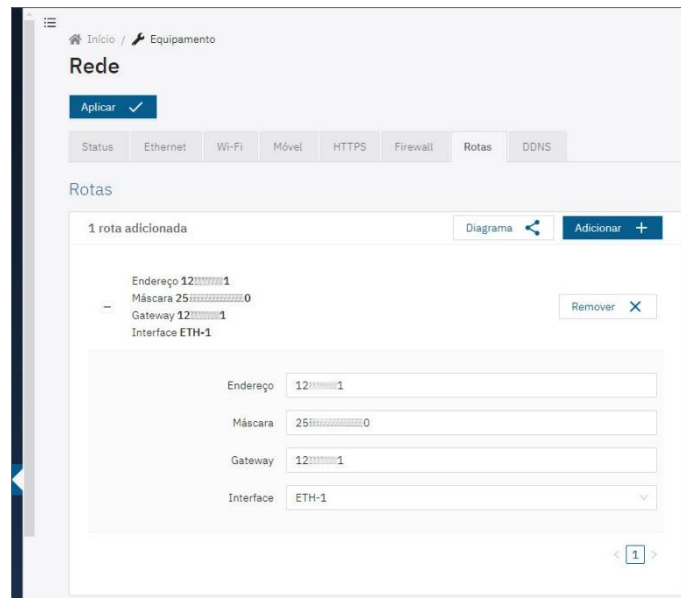 Início / Equipamento
Rede
Aplicar
Status Ethernet Wi-Fi Móvel HTTPS Firewall Rotas DDNS
Rotas
1 rota adicionada Diagrama Adicionar
Endereço
Máscara
Gateway
Interface ETH-1
Remover
Endereço
Máscara
Gateway
Interface ETH-1
1